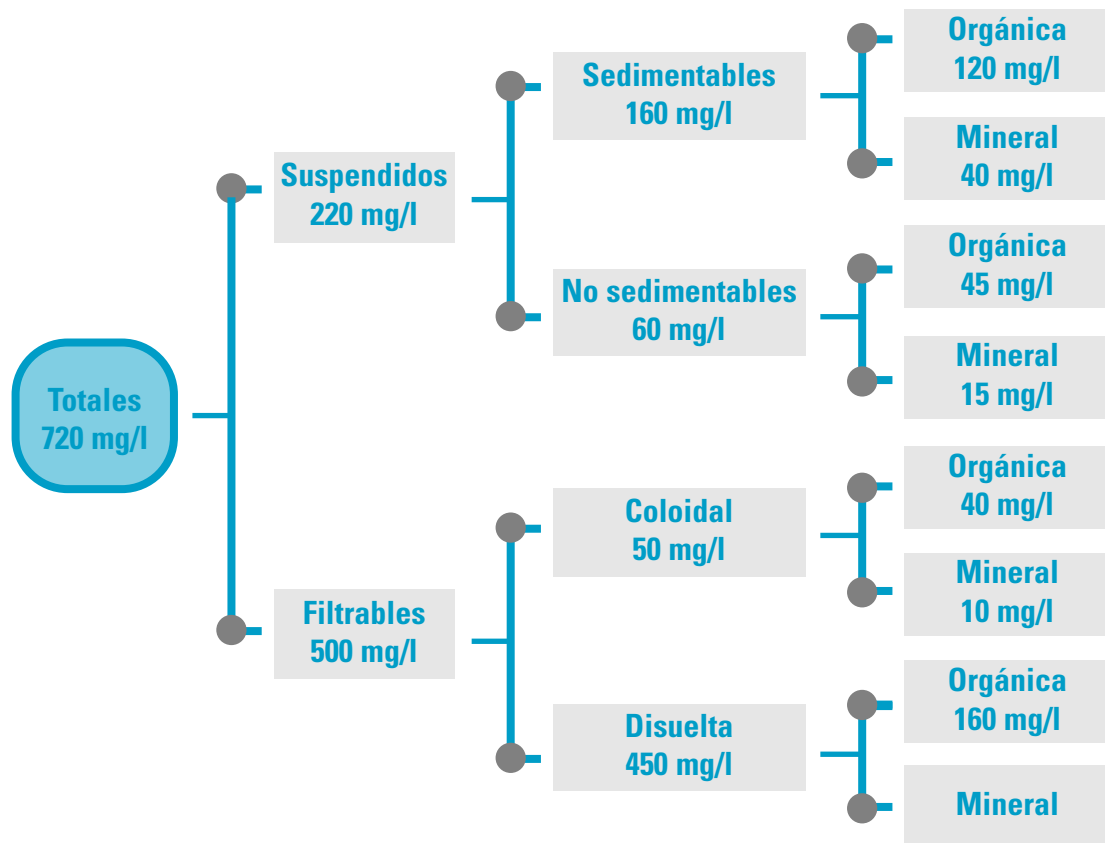 Totales
720 mg/l
Suspendidos
220 mg/l
Filtrables
500 mg/l
Sedimentables
160 mg/l
No sedimentables
60 mg/l
Coloidal
50 mg/l
Disuelta
450 mg/l
Orgánica
120 mg/l
Mineral
40 mg/l
Orgánica
45 mg/l
Mineral
15 mg/l
Orgánica
40 mg/l
Mineral
10 mg/l
Orgánica
160 mg/l
Mineral